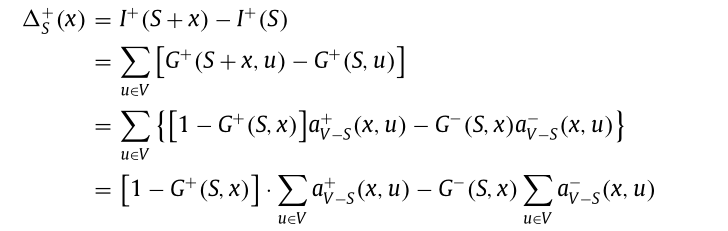 Δ_S^+(x) = I^+(S + x) − I^+(S)
= ∑_{u∈V} [G^+(S + x, u) − G^+(S, u)]
= ∑_{u∈V} {[1 − G^+(S, x)]a_{V−S}^+(x, u) − G^−(S, x)a_{V−S}^−(x, u)}
= [1 − G^+(S, x)] · ∑_{u∈V} a_{V−S}^+(x, u) − G^−(S, x) ∑_{u∈V} a_{V−S}^−(x, u)